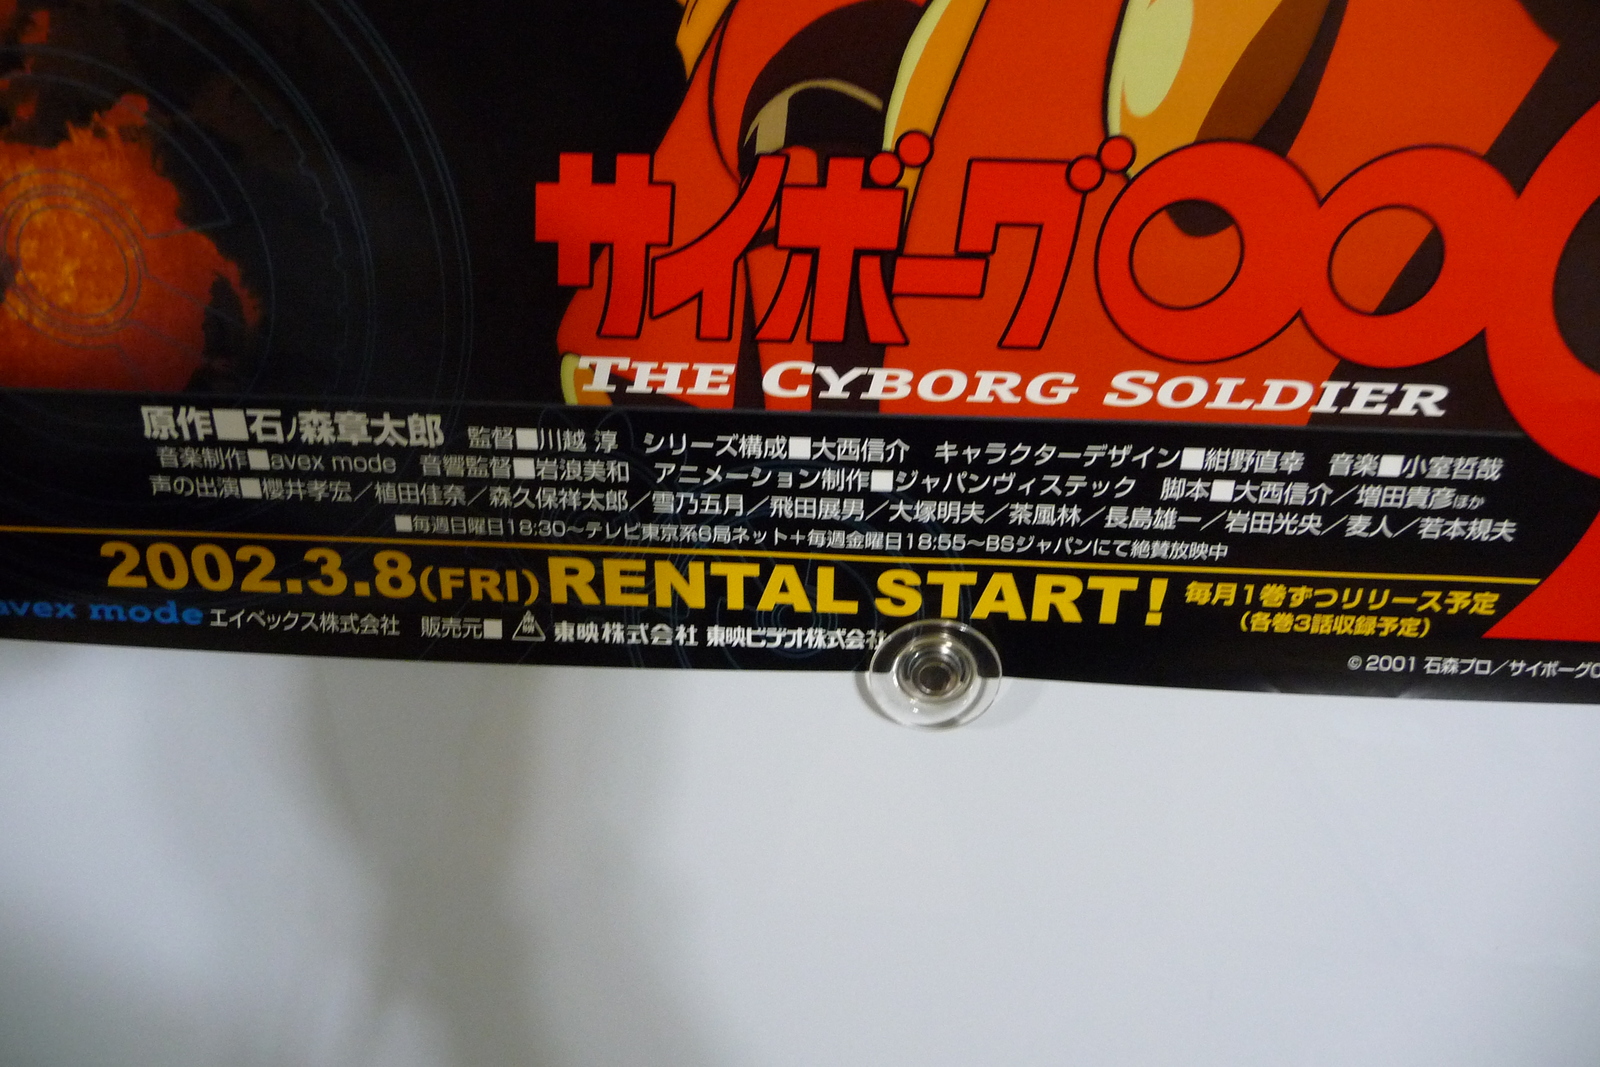 サイボーグ00
THE CYBORG SOLDIER
原作■石ノ森章太郎 監督■川越 淳 シリーズ構成■大西信介 キャラクターデザイン■紺野直幸 音楽■小室哲哉
音楽制作■avex mode 音響監督■岩浪美和 アニメーション制作■ジャパンヴィステック 脚本■大西信介／増田貴彦ほか
声の出演■櫻井孝宏／植田佳奈／森久保祥太郎／雪乃五月／飛田展男／大塚明夫／茶風林／長島雄一／岩田光央／麦人／若本規夫
■毎週日曜日18:30〜テレビ東京系6局ネット＋毎週金曜日18:55〜BSジャパンにて絶賛放映中
2002.3.8(FRI) RENTAL START! 毎月1巻ずつリリース予定
(各巻3話収録予定)
avex mode エイベックス株式会社 販売元■ 東映株式会社 東映ビデオ株式会社
©2001 石森プロ／サイボーグ